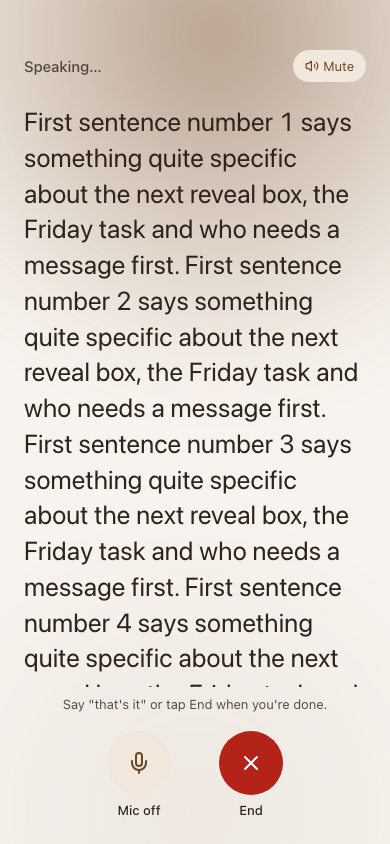 Speaking...
Mute
First sentence number 1 says
something quite specific
about the next reveal box, the
Friday task and who needs a
message first. First sentence
number 2 says something
quite specific about the next
reveal box, the Friday task and
who needs a message first.
First sentence number 3 says
something quite specific
about the next reveal box, the
Friday task and who needs a
message first. First sentence
number 4 says something
quite specific about the next
Say "that's it" or tap End when you're done.
Mic off
End